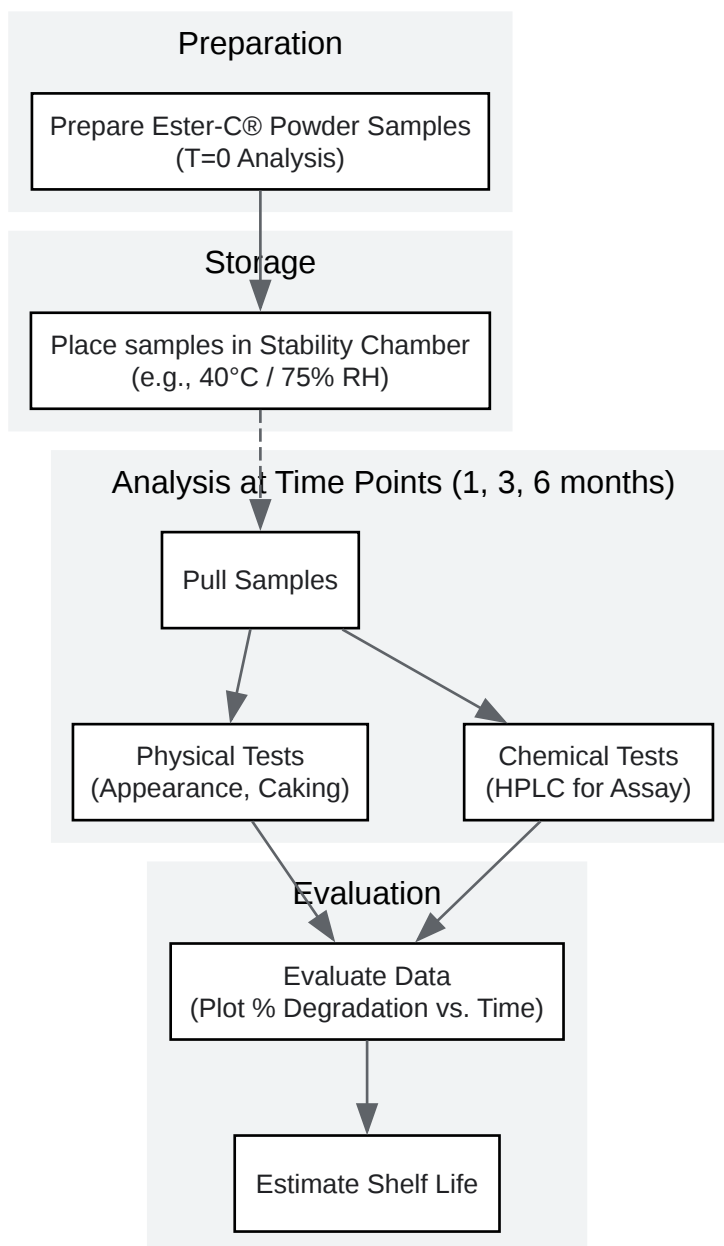 Preparation
Prepare Ester-C® Powder Samples
(T=0 Analysis)
Storage
Place samples in Stability Chamber
(e.g., 40°C / 75% RH)
Analysis at Time Points (1, 3, 6 months)
Pull Samples
Physical Tests
(Appearance, Caking)
Chemical Tests
(HPLC for Assay)
Evaluation
Evaluate Data
(Plot % Degradation vs. Time)
Estimate Shelf Life